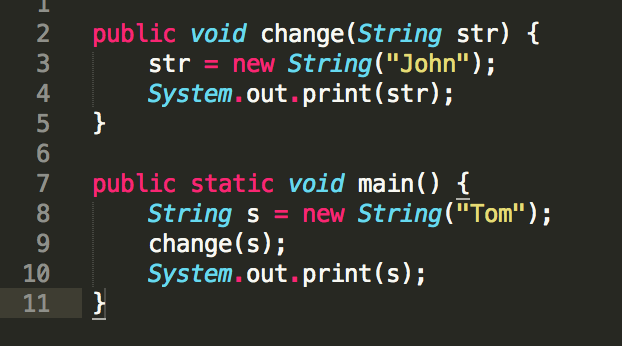 1
2 public void change(String str) {
3     str = new String("John");
4     System.out.print(str);
5 }
6
7 public static void main() {
8     String s = new String("Tom");
9     change(s);
10     System.out.print(s);
11 }